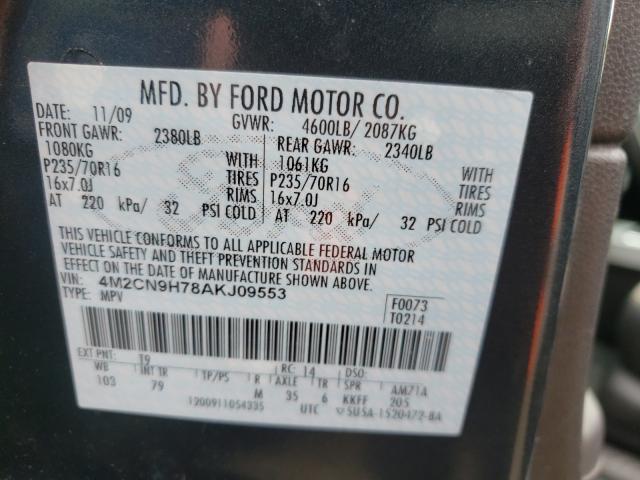 MFD. BY FORD MOTOR CO.
DATE: 11/09 GVWR: 4600LB/ 2087KG
FRONT GAWR: 2380LB REAR GAWR: 2340LB
1080KG WITH 1061KG WITH
P235/70R16 TIRES P235/70R16 TIRES
16x7.0J RIMS 16x7.0J RIMS
AT 220 kPa/ 32 PSI COLD AT 220 kPa/ 32 PSI COLD
THIS VEHICLE CONFORMS TO ALL APPLICABLE FEDERAL MOTOR
VEHICLE SAFETY AND THEFT PREVENTION STANDARDS IN
EFFECT ON THE DATE OF MANUFACTURE SHOWN ABOVE.
VIN: 4M2CN9H78AKJ09553 F0073
TYPE: MPV T0214
EXT PNT: T9 RC: 14 DSO:
WB INT TR TP/PS R AXLE TR SPR AM71A
103 79 M 35 6 KKFF 205
1200911054335 UTC SUSA-1520472-BA